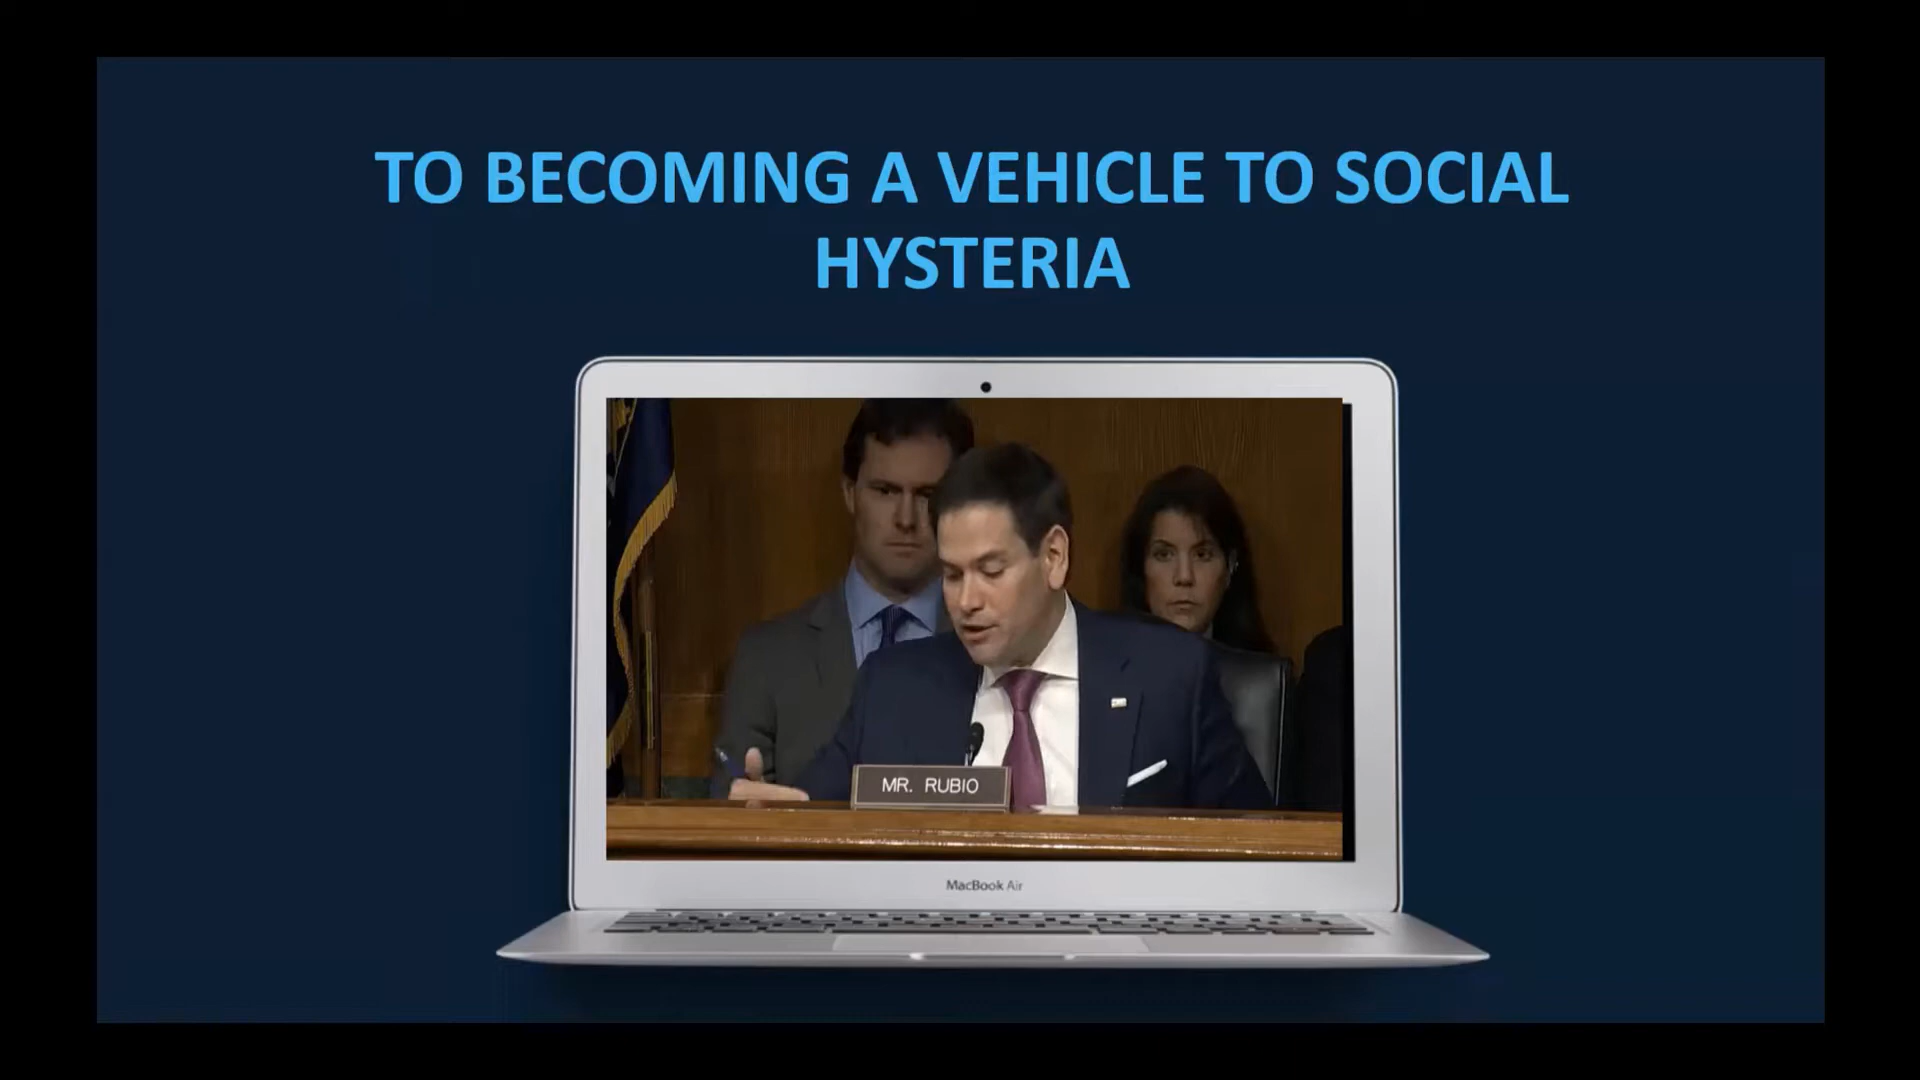 TO BECOMING A VEHICLE TO SOCIAL
HYSTERIA
MR. RUBIO
MacBook Air